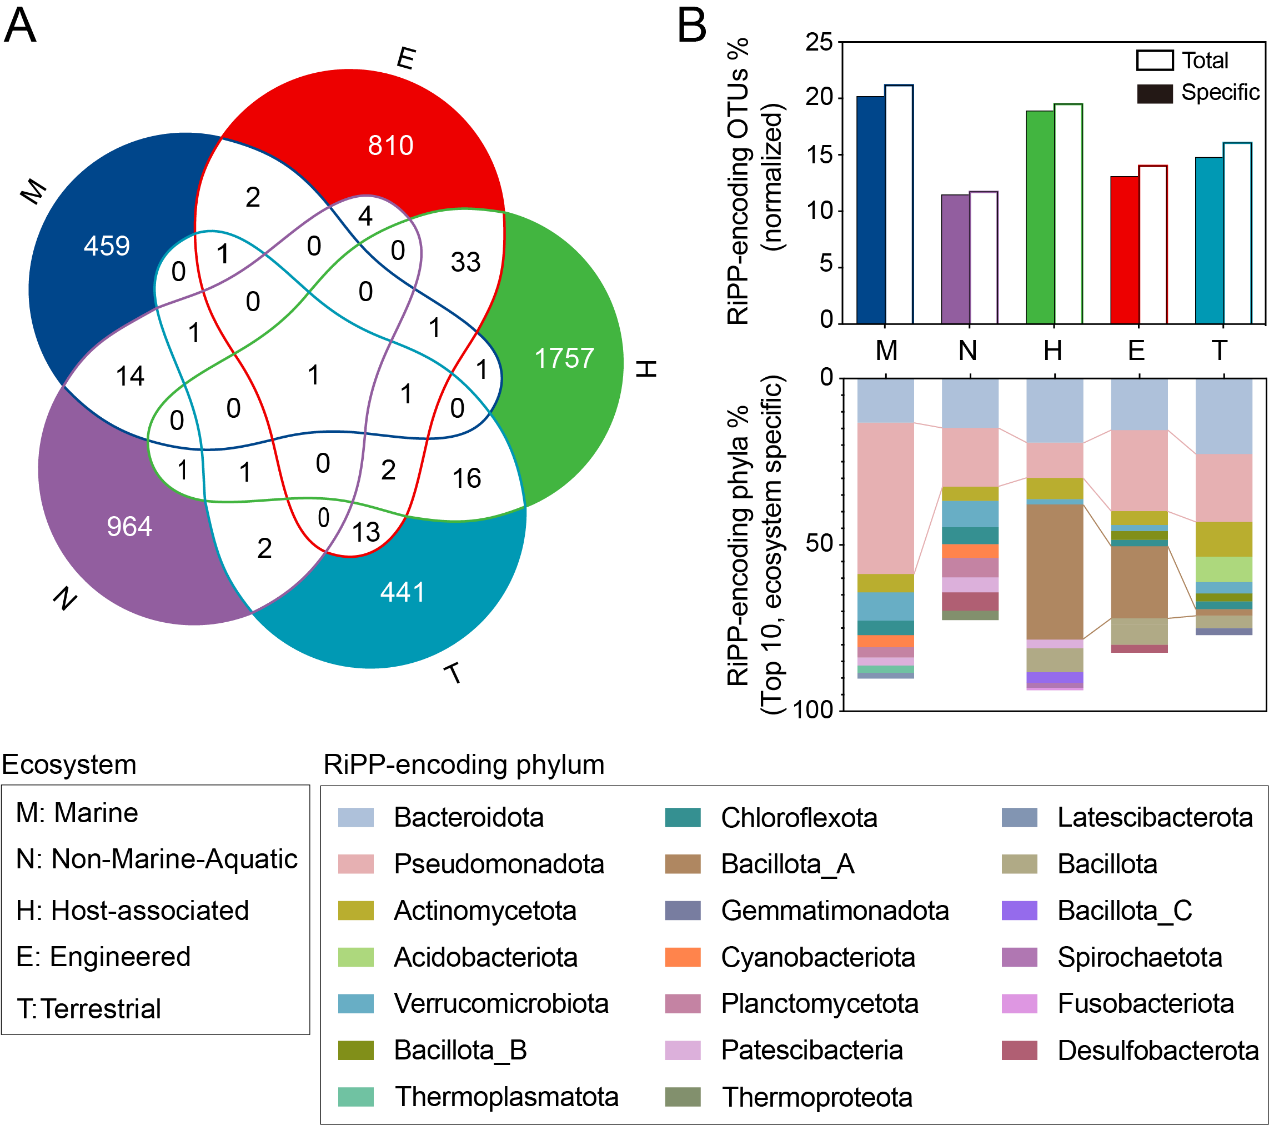 A
E
810
M
459
2
4
0
0
33
0
1
0
0
1
1757
H
1
1
14
1
1
0
0
0
1
1
0
2
16
N
964
0
13
2
441
T
B
RiPP-encoding OTUs %
(normalized)
25
20
15
10
5
0
Total
Specific
M N H E T
RiPP-encoding phyla %
(Top 10, ecosystem specific)
0
50
100
Ecosystem
M: Marine
N: Non-Marine-Aquatic
H: Host-associated
E: Engineered
T:Terrestrial
RiPP-encoding phylum
Bacteroidota
Pseudomonadota
Actinomycetota
Acidobacteriota
Verrucomicrobiota
Bacillota_B
Thermoplasmatota
Chloroflexota
Bacillota_A
Gemmatimonadota
Cyanobacteriota
Planctomycetota
Patescibacteria
Thermoproteota
Latescibacterota
Bacillota
Bacillota_C
Spirochaetota
Fusobacteriota
Desulfobacterota